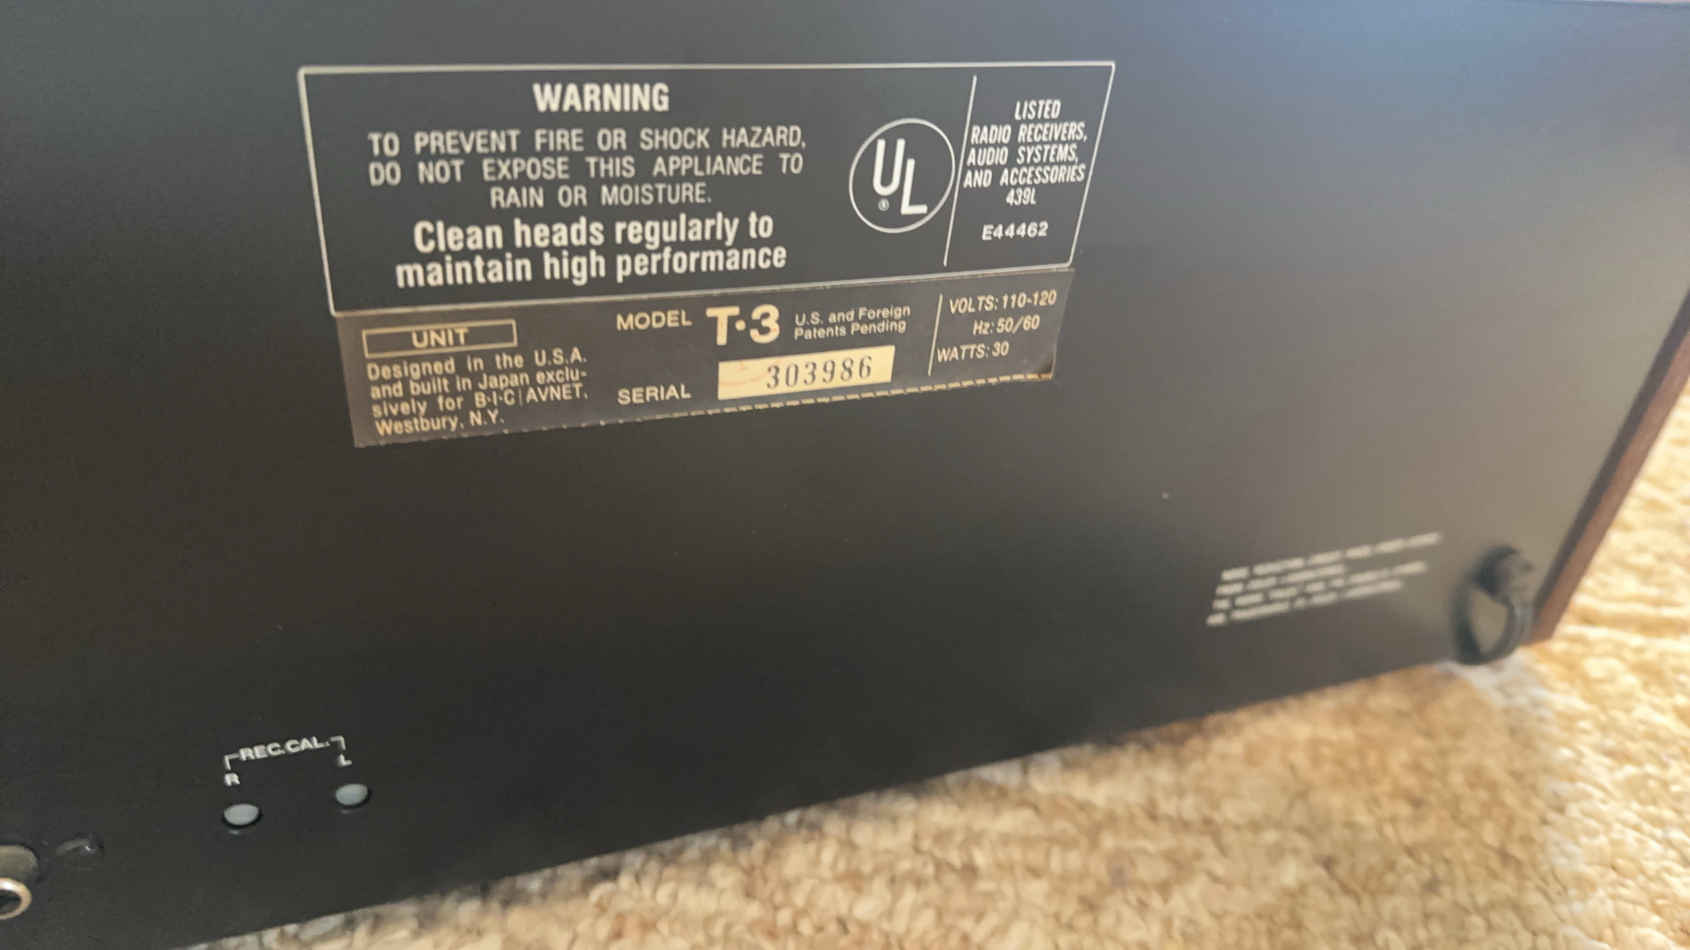 WARNING
TO PREVENT FIRE OR SHOCK HAZARD,
DO NOT EXPOSE THIS APPLIANCE TO
RAIN OR MOISTURE.
Clean heads regularly to
maintain high performance
UL
®
LISTED
RADIO RECEIVERS,
AUDIO SYSTEMS,
AND ACCESSORIES
439L
E44462
UNIT
Designed in the U.S.A.
and built in Japan exclu-
sively for B·I·C|AVNET,
Westbury, N.Y.
MODEL T·3
U.S. and Foreign
Patents Pending
SERIAL 303986
VOLTS: 110-120
Hz: 50/60
WATTS: 30
REC.CAL.
R L